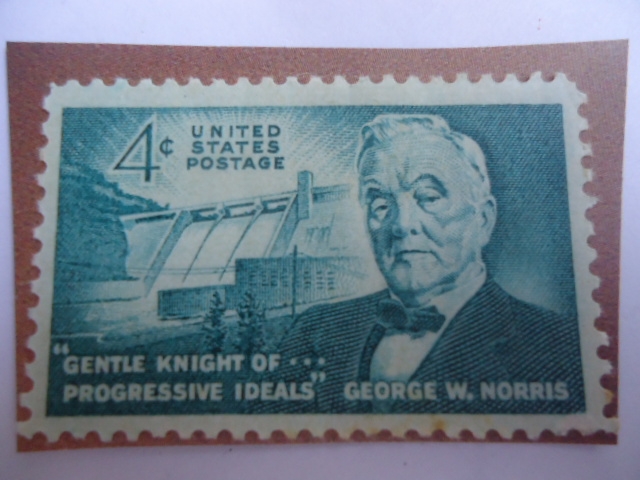 4¢
UNITED
STATES
POSTAGE
"GENTLE KNIGHT OF...
PROGRESSIVE IDEALS"
GEORGE W. NORRIS